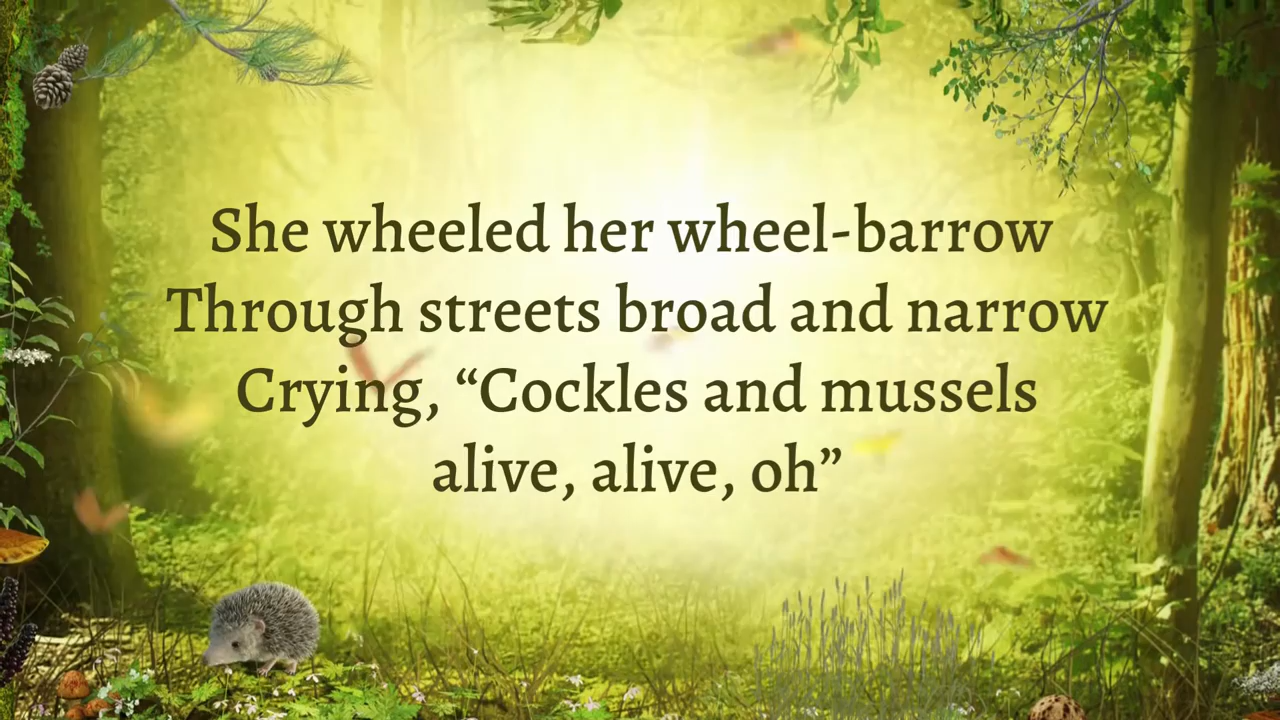 She wheeled her wheel-barrow
Through streets broad and narrow
Crying, “Cockles and mussels
alive, alive, oh”